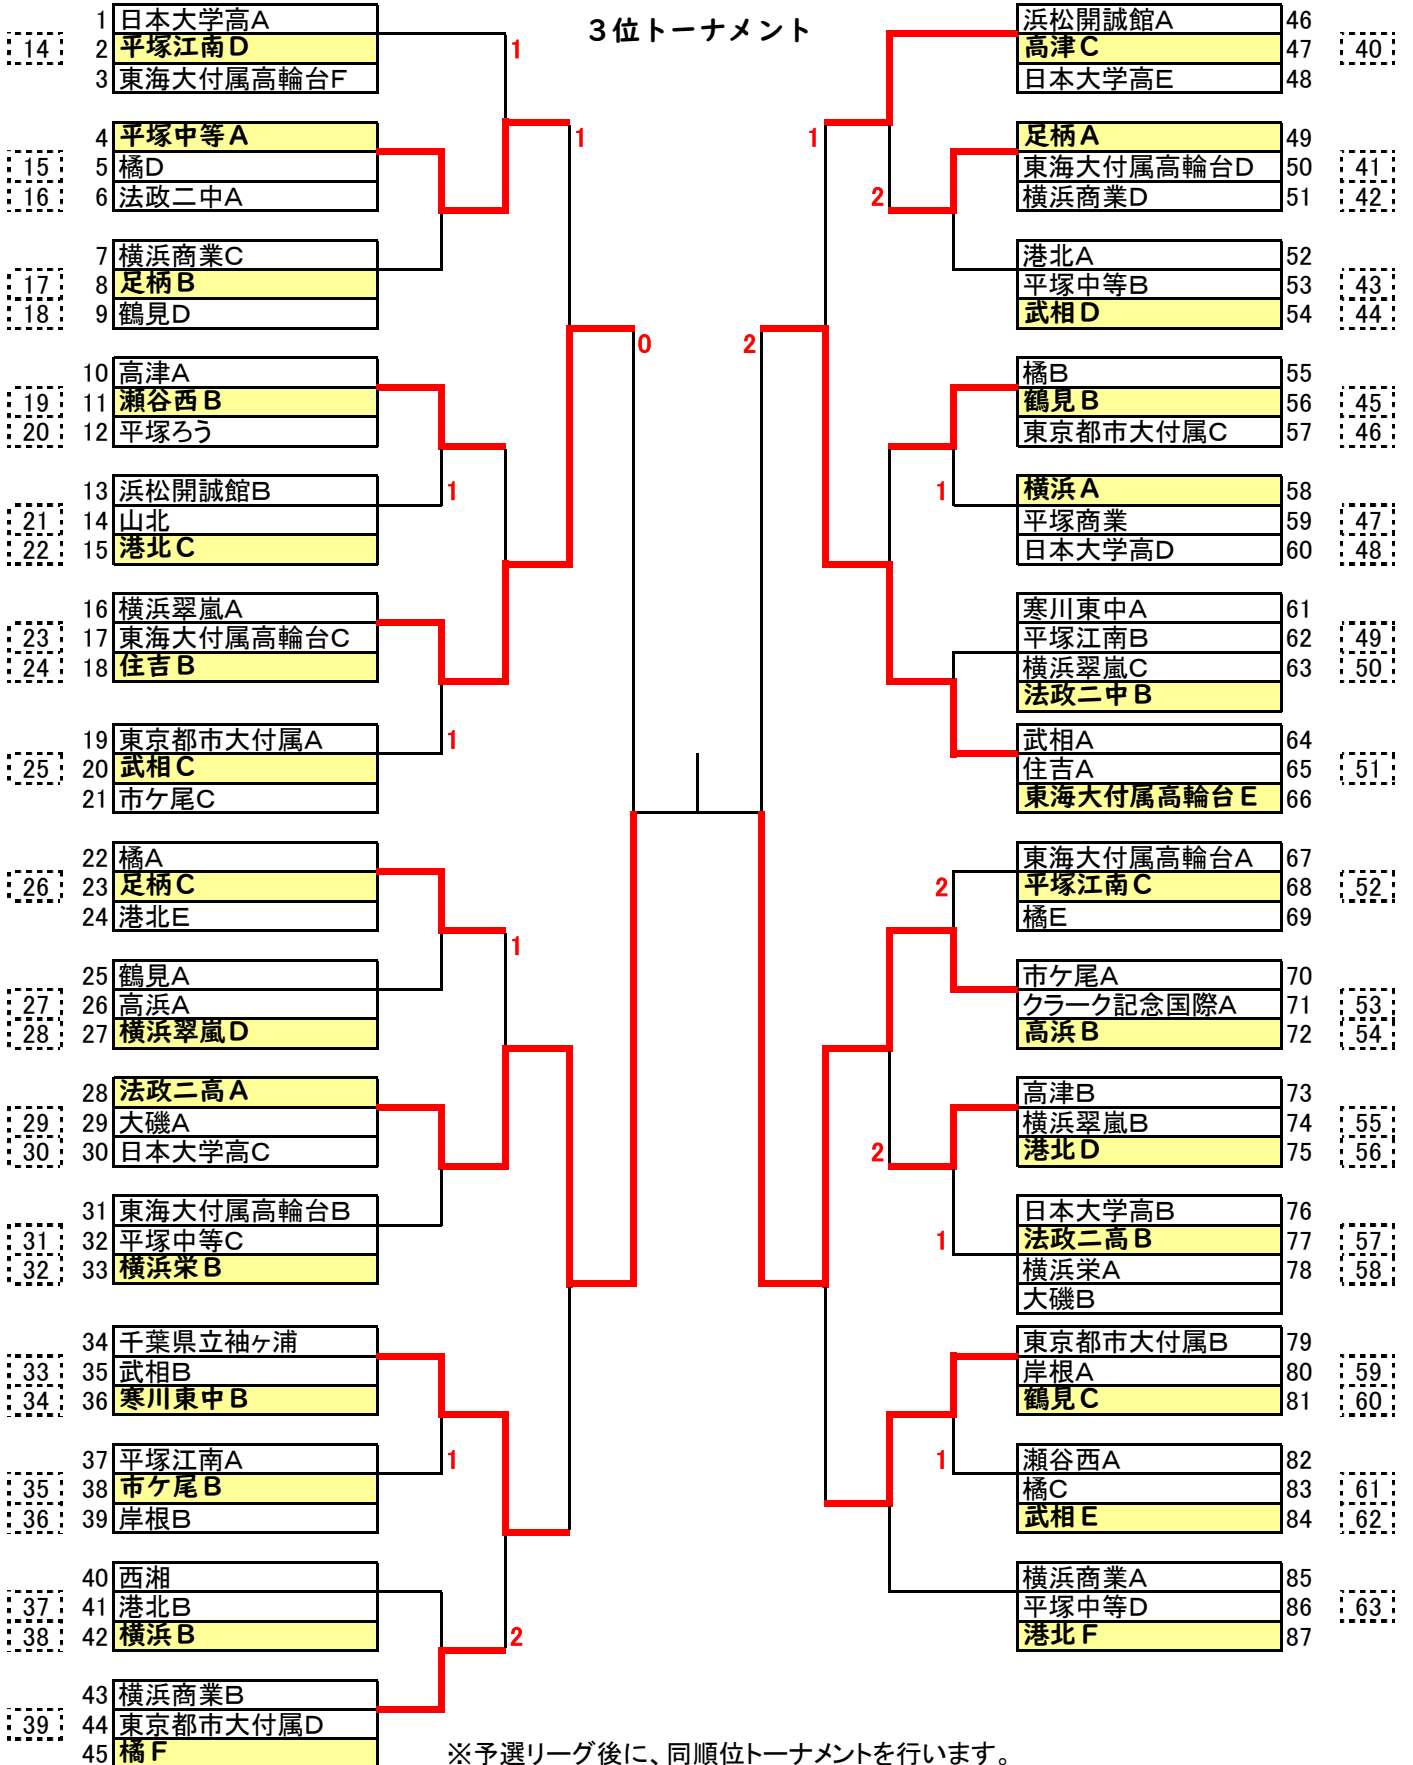 ３位トーナメント
1 日本大学高A
14 2 平塚江南D
3 東海大付属高輪台F
1
4 平塚中等A
15 5 橘D
16 6 法政二中A
1
7 横浜商業C
17 8 足柄B
18 9 鶴見D
0
10 高津A
19 11 瀬谷西B
20 12 平塚ろう
13 浜松開誠館B
21 14 山北
22 15 港北C
1
16 横浜翠嵐A
23 17 東海大付属高輪台C
24 18 住吉B
19 東京都市大付属A
25 20 武相C
21 市ケ尾C
1
22 橘A
26 23 足柄C
24 港北E
1
25 鶴見A
27 26 高浜A
28 27 横浜翠嵐D
28 法政二高A
29 29 大磯A
30 30 日本大学高C
31 東海大付属高輪台B
31 32 平塚中等C
32 33 横浜栄B
34 千葉県立袖ヶ浦
33 35 武相B
34 36 寒川東中B
37 平塚江南A
35 38 市ケ尾B
36 39 岸根B
1
40 西湘
37 41 港北B
38 42 横浜B
2
43 横浜商業B
39 44 東京都市大付属D
45 橘F
浜松開誠館A 46
高津C 47 40
日本大学高E 48
1
足柄A 49
東海大付属高輪台D 50 41
横浜商業D 51 42
2
港北A 52
平塚中等B 53 43
武相D 54 44
2
橘B 55
鶴見B 56 45
東京都市大付属C 57 46
横浜A 58
平塚商業 59 47
日本大学高D 60 48
1
寒川東中A 61
平塚江南B 62 49
横浜翠嵐C 63 50
法政二中B
武相A 64
住吉A 65 51
東海大付属高輪台E 66
東海大付属高輪台A 67
平塚江南C 68 52
橘E 69
2
市ケ尾A 70
クラーク記念国際A 71 53
高浜B 72 54
高津B 73
横浜翠嵐B 74 55
港北D 75 56
2
日本大学高B 76
法政二高B 77 57
横浜栄A 78 58
大磯B
1
東京都市大付属B 79
岸根A 80 59
鶴見C 81 60
瀬谷西A 82
橘C 83 61
武相E 84 62
1
横浜商業A 85
平塚中等D 86 63
港北F 87
※予選リーグ後に、同順位トーナメントを行います。